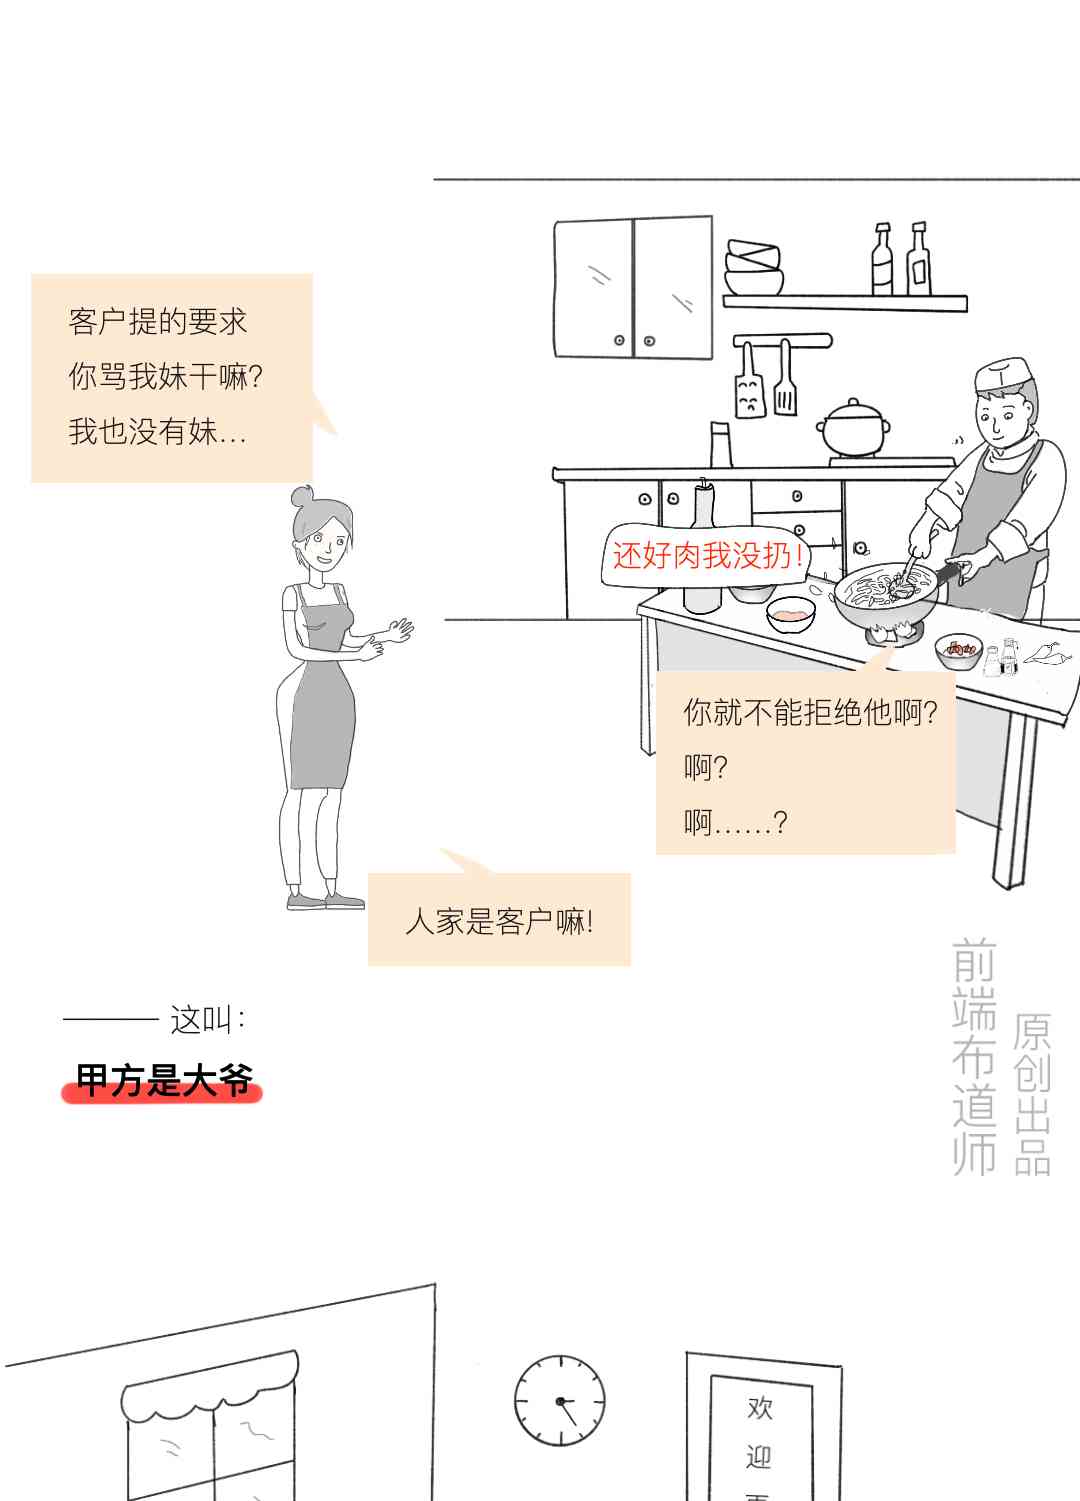 客户提的要求
你骂我妹干嘛?
我也没有妹...
还好肉我没扔!
你就不能拒绝他啊?
啊?
啊......?
人家是客户嘛!
——— 这叫:
甲方是大爷
前端布道师
原创出品
欢
迎